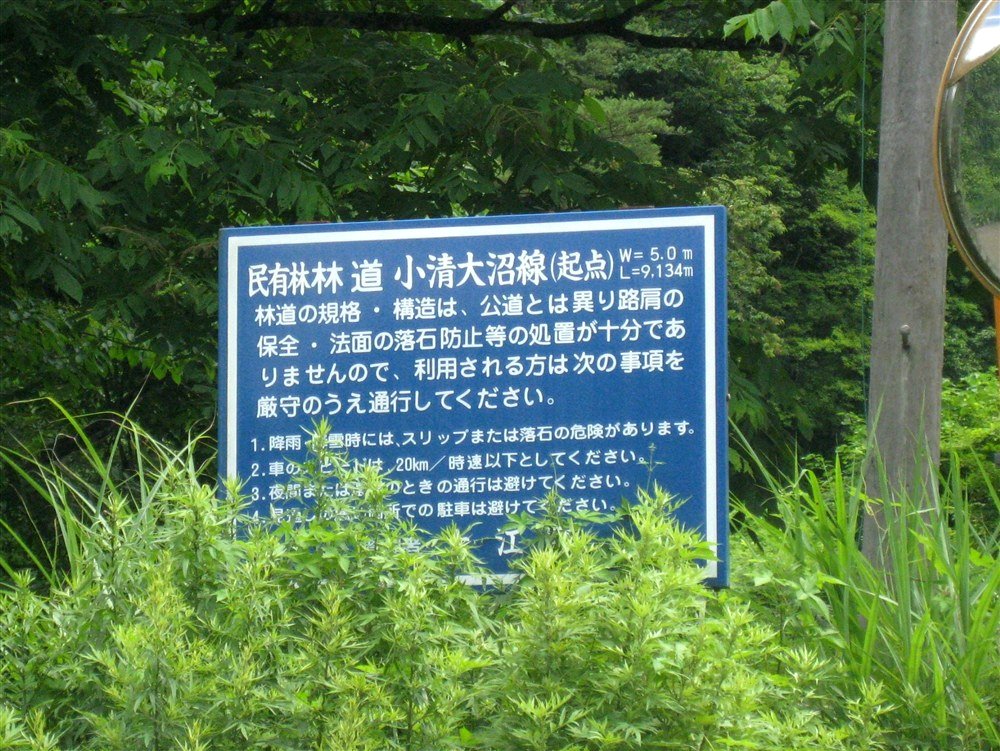 民有林林道 小清大沼線(起点) W=5.0m
L=9,134m
林道の規格・構造は、公道とは異り路肩の
保全・法面の落石防止等の処置が十分であ
りませんので、利用される方は次の事項を
厳守のうえ通行してください。
1.降雨 雪時には、スリップまたは落石の危険があります。
2.車の は、20km/時速以下としてください。
3.夜間または のときの通行は避けてください。
4. 所での駐車は避けてください。
江